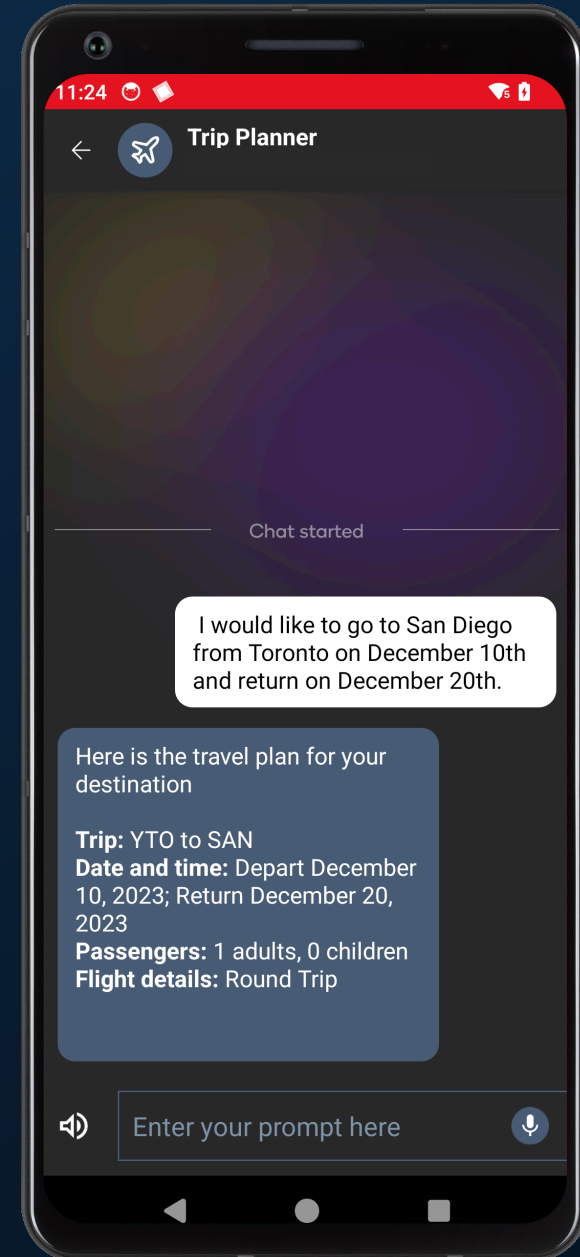 11:24
5
Trip Planner
Chat started
I would like to go to San Diego
from Toronto on December 10th
and return on December 20th.
Here is the travel plan for your
destination
Trip: YTO to SAN
Date and time: Depart December
10, 2023; Return December 20,
2023
Passengers: 1 adults, 0 children
Flight details: Round Trip
Enter your prompt here